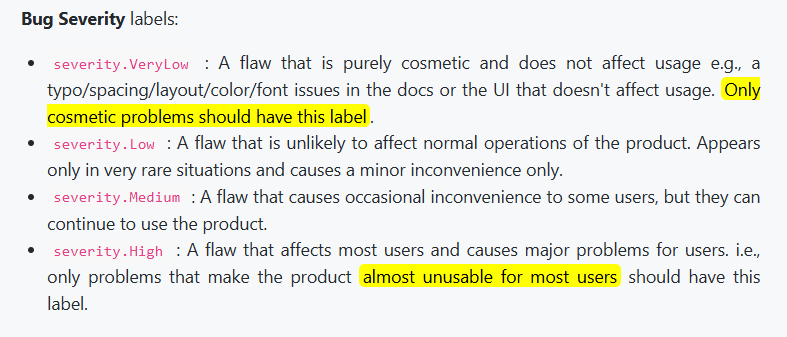 Bug Severity labels:
• severity.VeryLow : A flaw that is purely cosmetic and does not affect usage e.g., a
typo/spacing/layout/color/font issues in the docs or the UI that doesn't affect usage. Only
cosmetic problems should have this label.
• severity.Low : A flaw that is unlikely to affect normal operations of the product. Appears
only in very rare situations and causes a minor inconvenience only.
• severity.Medium : A flaw that causes occasional inconvenience to some users, but they can
continue to use the product.
• severity.High : A flaw that affects most users and causes major problems for users. i.e.,
only problems that make the product almost unusable for most users should have this
label.